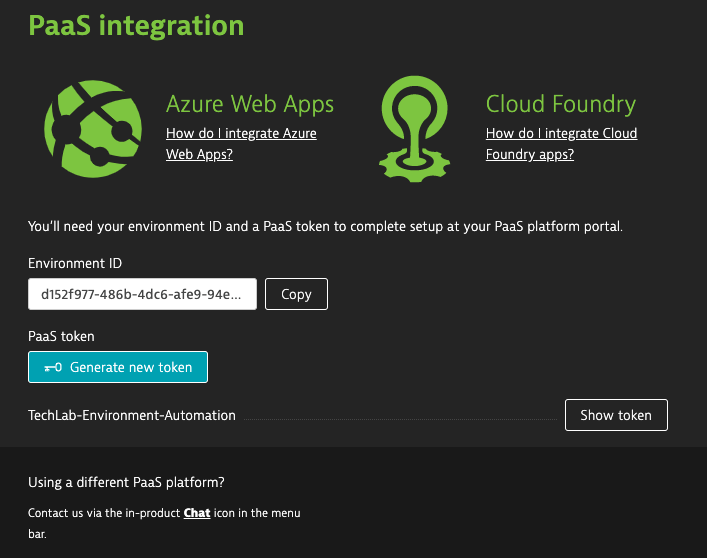 PaaS integration
Azure Web Apps
How do I integrate Azure
Web Apps?
Cloud Foundry
How do I integrate Cloud
Foundry apps?
You'll need your environment ID and a PaaS token to complete setup at your PaaS platform portal.
Environment ID
d152f977-486b-4dc6-afe9-94e...
Copy
PaaS token
Generate new token
TechLab-Environment-Automation
Show token
Using a different PaaS platform?
Contact us via the in-product Chat icon in the menu
bar.